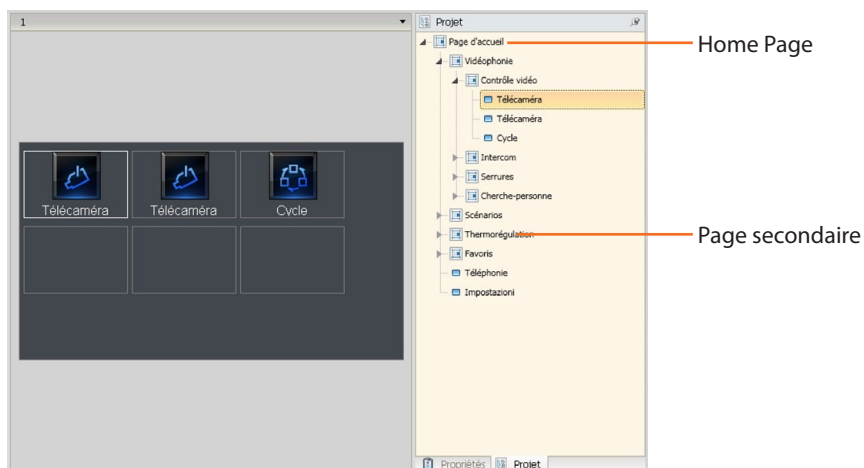 1
Projet
Page d'accueil
Home Page
Vidéophonie
Contrôle vidéo
Télécaméra
Télécaméra
Cycle
Intercom
Serrures
Cherche-personne
Scénarios
Thermorégulation
Page secondaire
Favoris
Téléphonie
Impostazioni
Télécaméra Télécaméra Cycle
Propriétés Projet